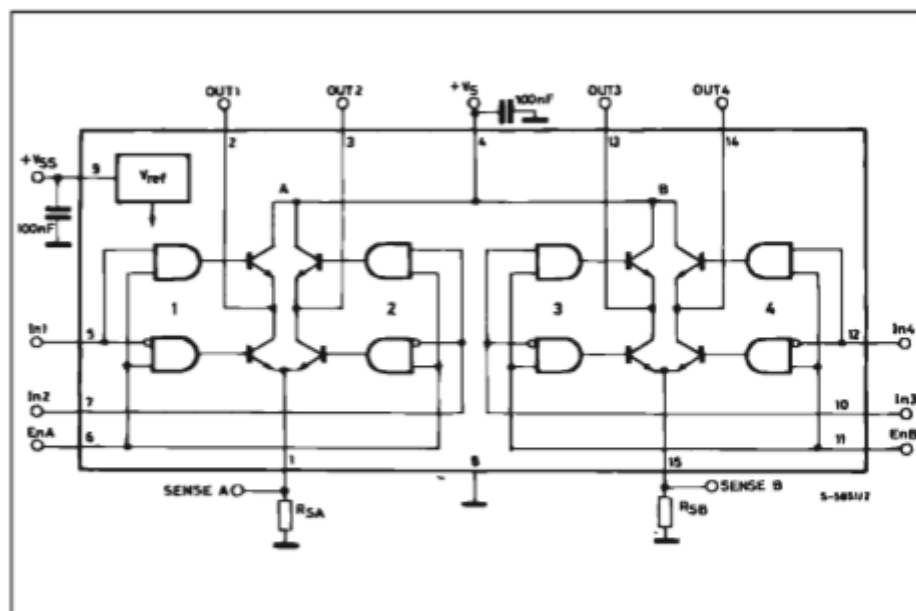 OUT1
OUT2
+Vs
100nF
OUT3
OUT4
2
3
4
13
14
+Vss
9
Vref
A
B
100nF
1
2
3
4
In1
5
12
In4
In2
7
10
In3
EnA
6
11
EnB
1
8
15
SENSE A
SENSE B
RSA
RSB
S-5851/2